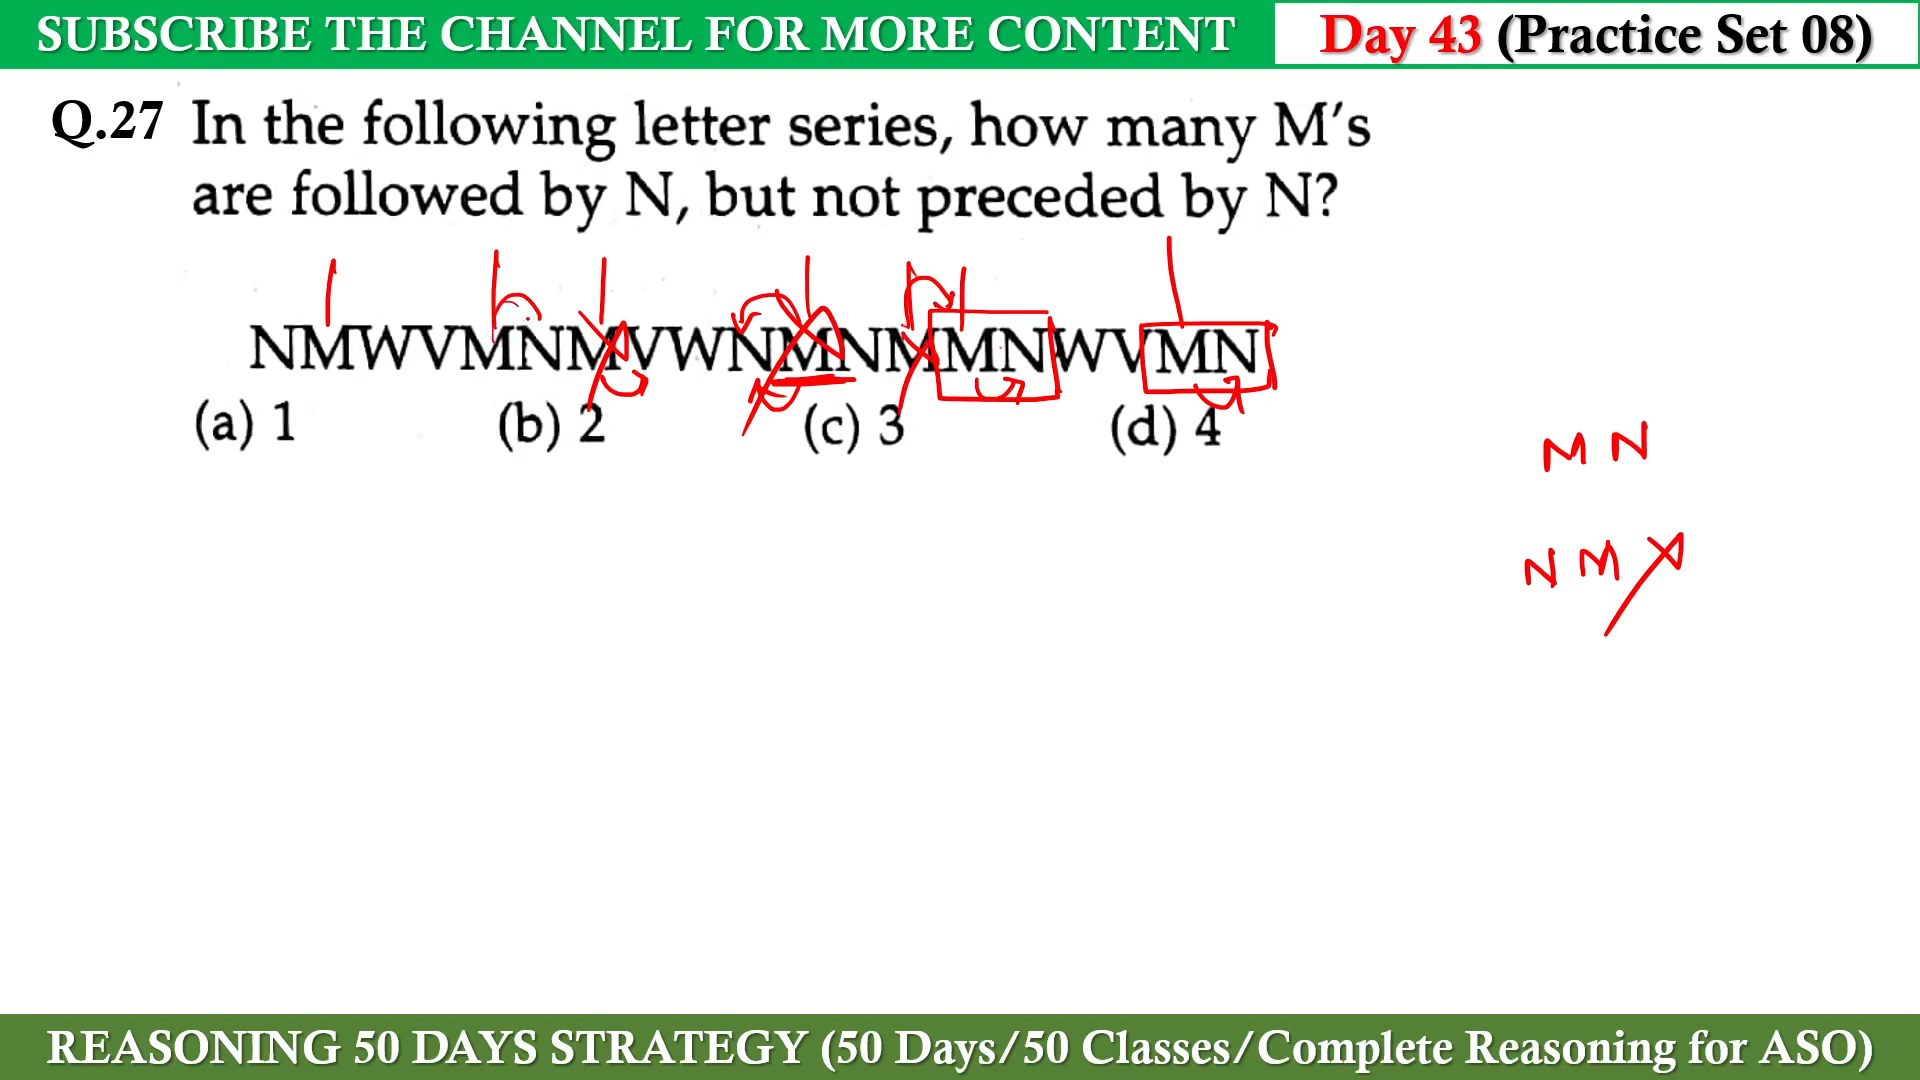 SUBSCRIBE THE CHANNEL FOR MORE CONTENT
Day 43 (Practice Set 08)
Q.27 In the following letter series, how many M's
are followed by N, but not preceded by N?
NMWVMNMVWNMNMMNWVMN
(a) 1 (b) 2 (c) 3 (d) 4
M N
N M
REASONING 50 DAYS STRATEGY (50 Days/50 Classes/Complete Reasoning for ASO)